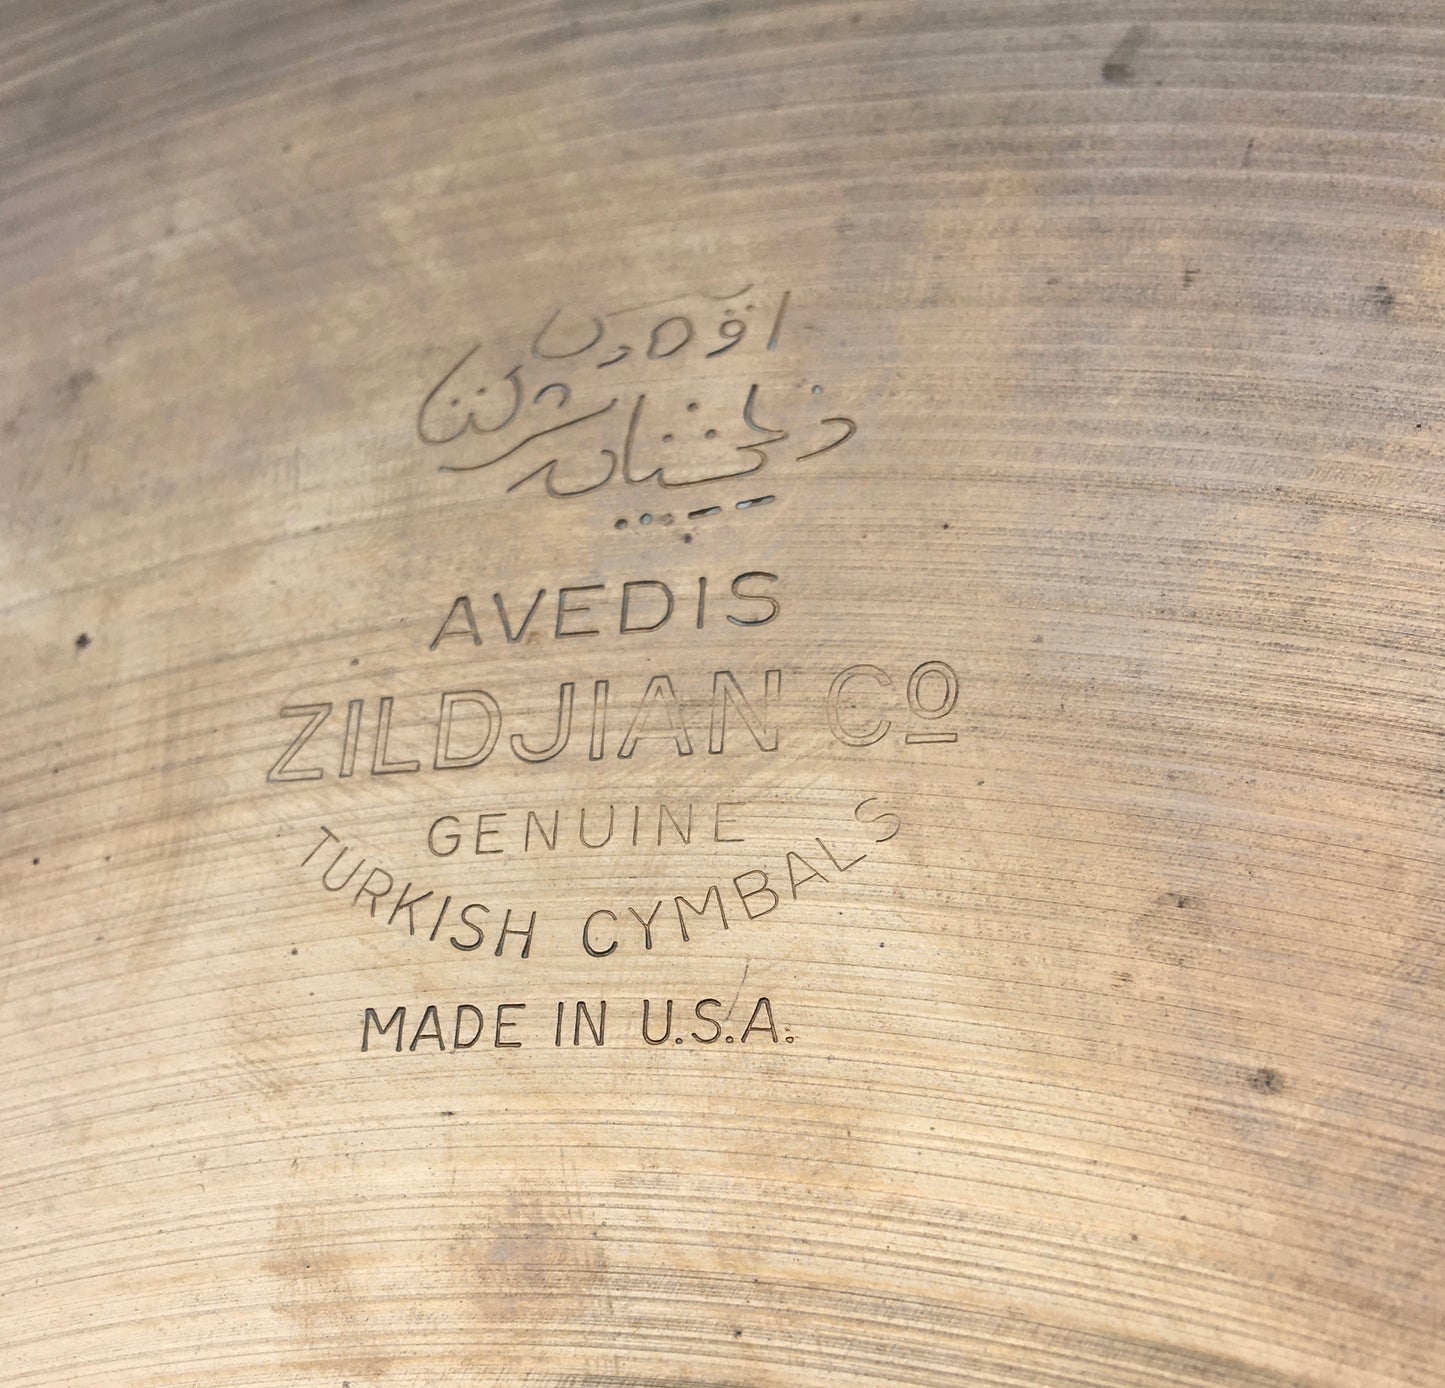 AVEDIS
ZILDJIAN Cº
GENUINE
TURKISH CYMBALS
MADE IN U.S.A.